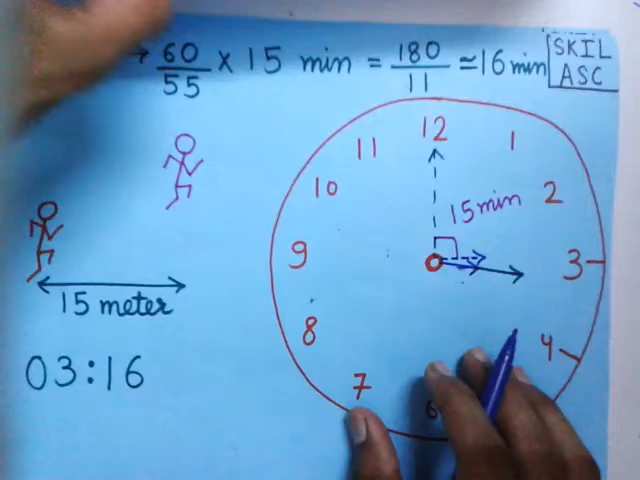 → 60/55 × 15 min = 180/11 ≃ 16 min
SKIL
ASC
12
11
1
10
2
15 min
9
3
15 meter
8
4
03:16
7
6